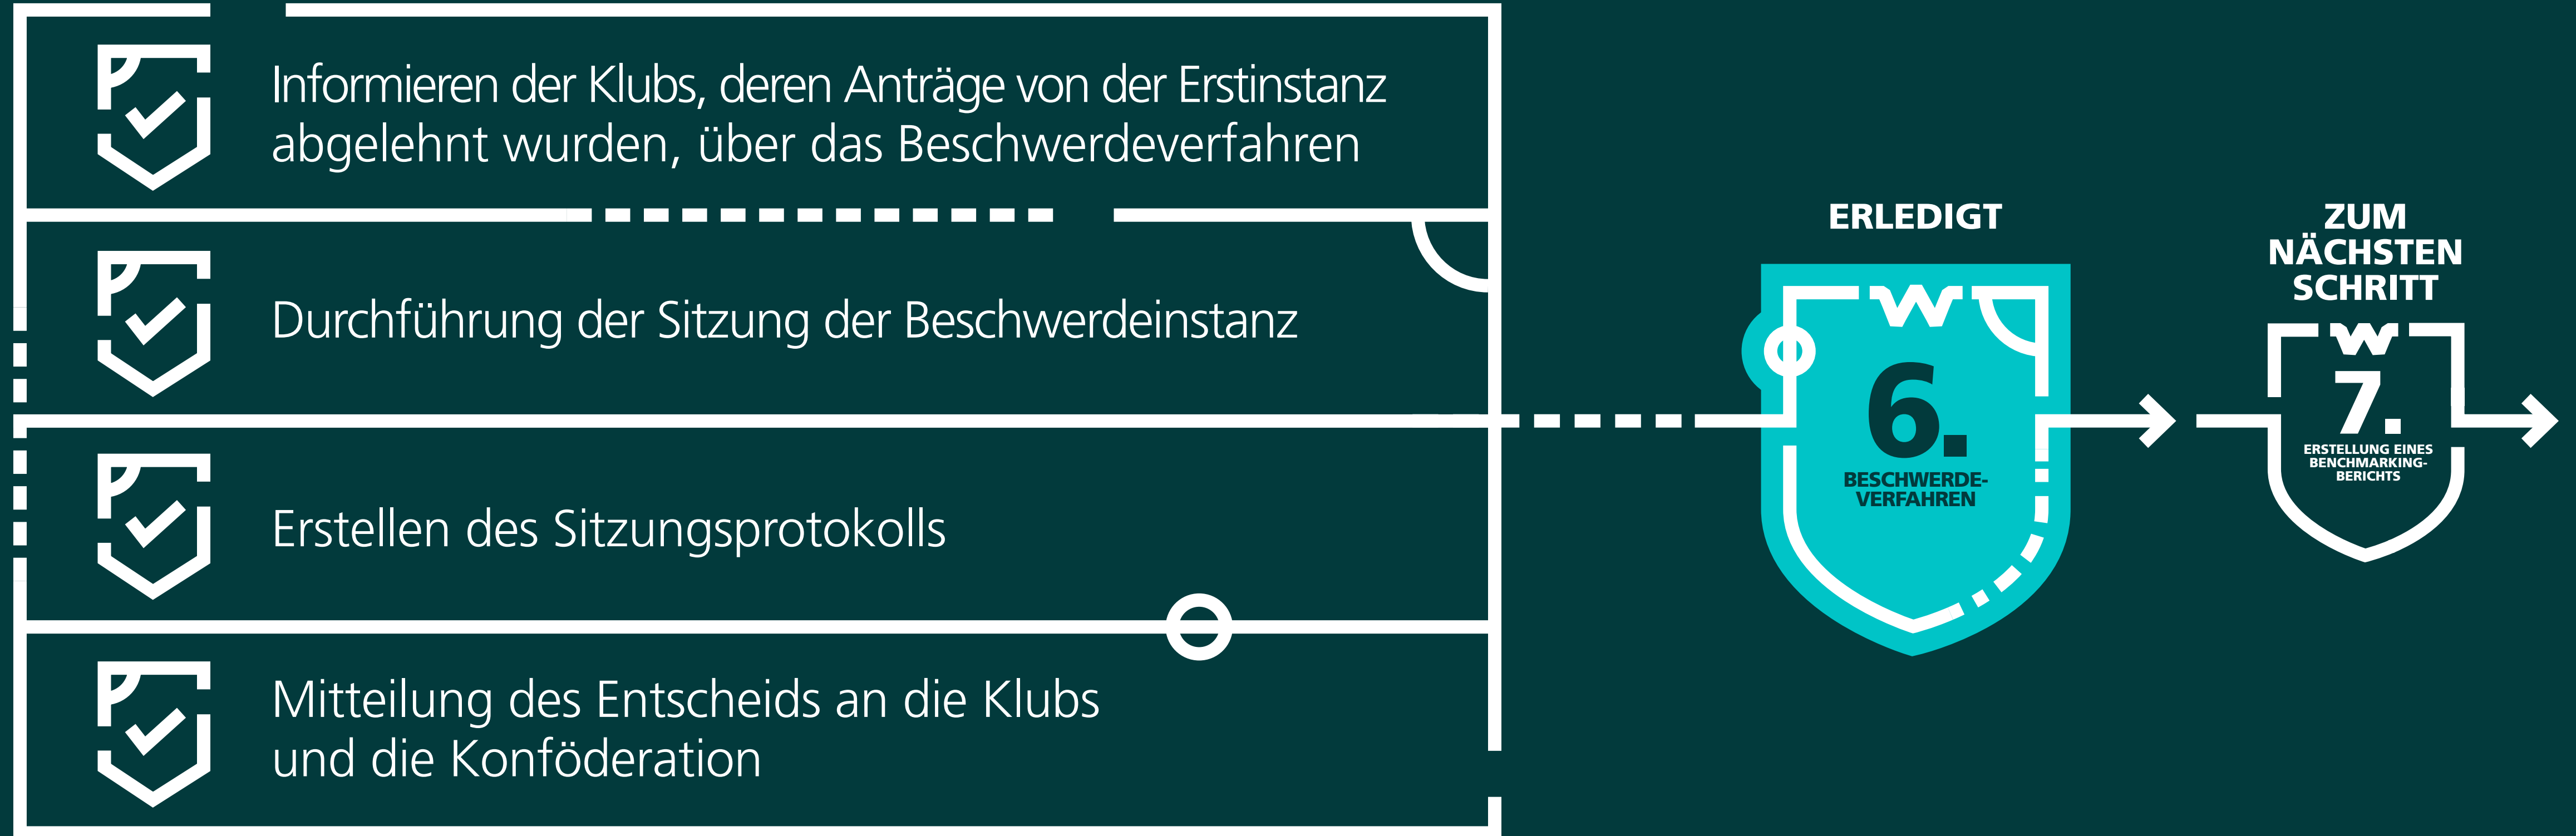 Informieren der Klubs, deren Anträge von der Erstinstanz
abgelehnt wurden, über das Beschwerdeverfahren
Durchführung der Sitzung der Beschwerdeinstanz
Erstellen des Sitzungsprotokolls
Mitteilung des Entscheids an die Klubs
und die Konföderation
ERLEDIGT
6.
BESCHWERDE-
VERFAHREN
ZUM
NÄCHSTEN
SCHRITT
7.
ERSTELLUNG EINES
BENCHMARKING-
BERICHTS